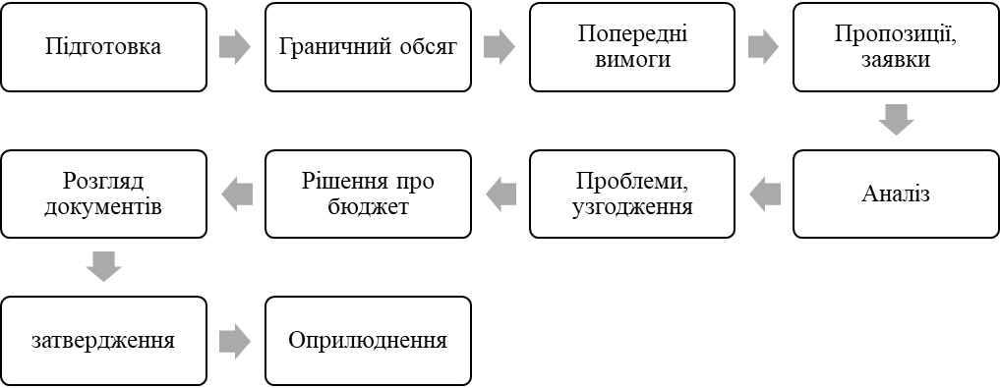 Підготовка
Граничний обсяг
Попередні
вимоги
Пропозиції,
заявки
Аналіз
Проблеми,
узгодження
Рішення про
бюджет
Розгляд
документів
затвердження
Оприлюднення